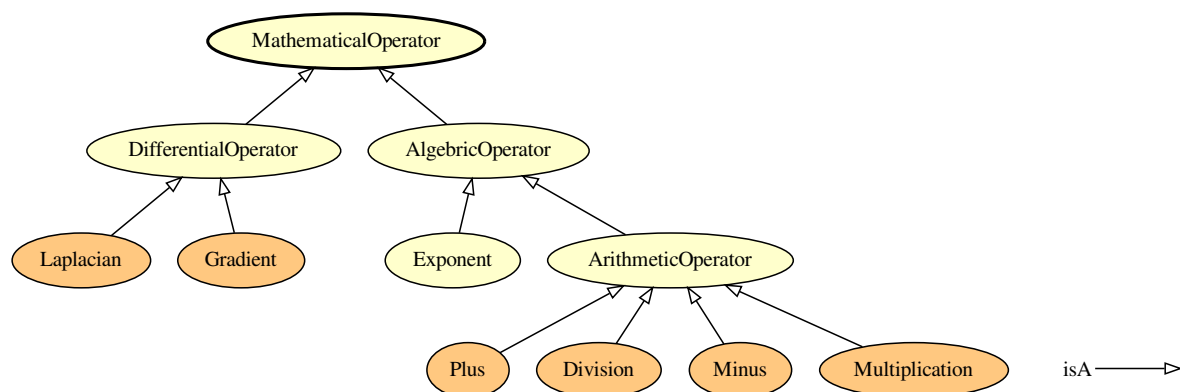 MathematicalOperator
DifferentialOperator AlgebricOperator
Laplacian Gradient Exponent ArithmeticOperator
Plus Division Minus Multiplication isA